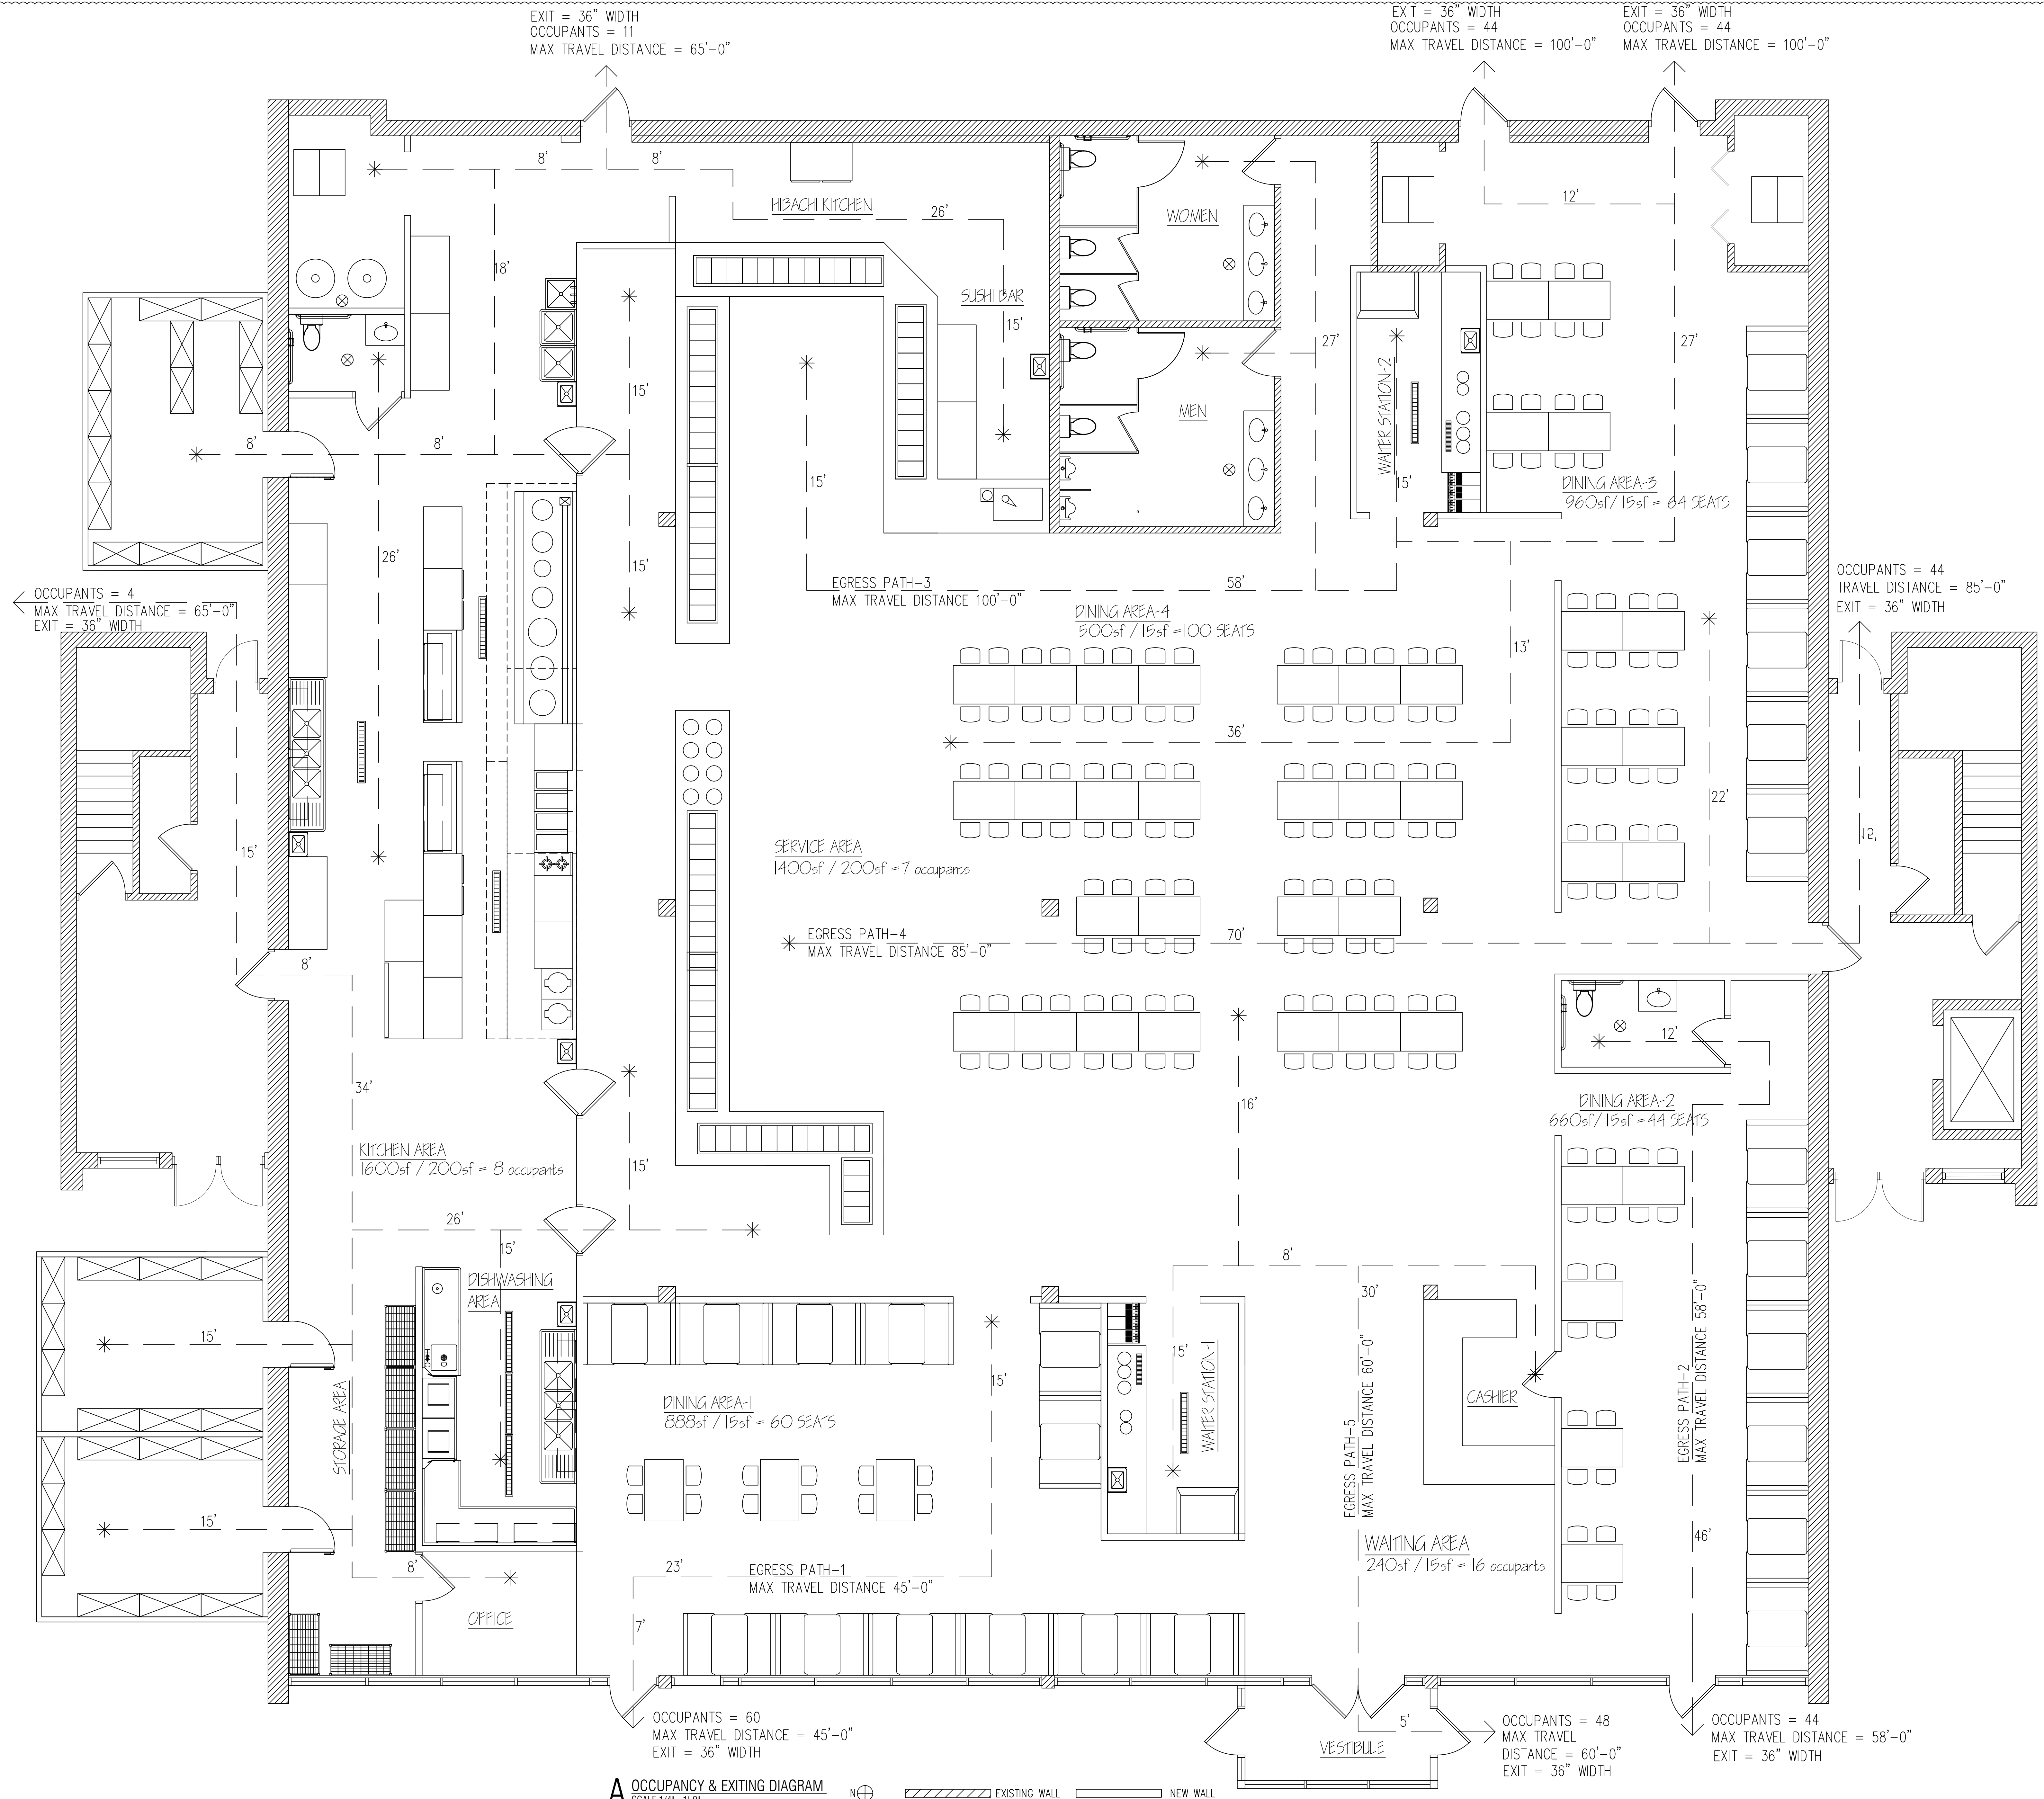 EXIT = 36" WIDTH
OCCUPANTS = 11
MAX TRAVEL DISTANCE = 65'-0"
EXIT = 36" WIDTH
OCCUPANTS = 44
MAX TRAVEL DISTANCE = 100'-0"
EXIT = 36" WIDTH
OCCUPANTS = 44
MAX TRAVEL DISTANCE = 100'-0"
8'
8'
HIBACHI KITCHEN
26'
WOMEN
12'
18'
SUSHI BAR
15'
27'
27'
15'
WAITER STATION-2
MEN
8'
8'
15'
15'
DINING AREA-3
960sf/15sf = 64 SEATS
26'
15'
OCCUPANTS = 4
MAX TRAVEL DISTANCE = 65'-0"
EXIT = 36" WIDTH
EGRESS PATH-3
MAX TRAVEL DISTANCE 100'-0"
58'
OCCUPANTS = 44
TRAVEL DISTANCE = 85'-0"
EXIT = 36" WIDTH
DINING AREA-4
1500sf / 15sf =100 SEATS
13'
36'
22'
15'
15'
SERVICE AREA
1400sf / 200sf =7 occupants
EGRESS PATH-4
MAX TRAVEL DISTANCE 85'-0"
70'
8'
12'
34'
16'
DINING AREA-2
660sf/15sf =44 SEATS
KITCHEN AREA
1600sf / 200sf = 8 occupants
15'
26'
15'
8'
30'
DISHWASHING
AREA
15'
15'
15'
EGRESS PATH-5
MAX TRAVEL DISTANCE 60'-0"
EGRESS PATH-2
MAX TRAVEL DISTANCE 58'-0"
STORAGE AREA
DINING AREA-1
888sf / 15sf = 60 SEATS
WAITER STATION-1
CASHIER
15'
46'
WAITING AREA
240sf / 15sf = 16 occupants
8'
23'
EGRESS PATH-1
MAX TRAVEL DISTANCE 45'-0"
OFFICE
7'
OCCUPANTS = 60
MAX TRAVEL DISTANCE = 45'-0"
EXIT = 36" WIDTH
5'
VESTIBULE
OCCUPANTS = 48
MAX TRAVEL
DISTANCE = 60'-0"
EXIT = 36" WIDTH
OCCUPANTS = 44
MAX TRAVEL DISTANCE = 58'-0"
EXIT = 36" WIDTH
A OCCUPANCY & EXITING DIAGRAM
N
EXISTING WALL
NEW WALL